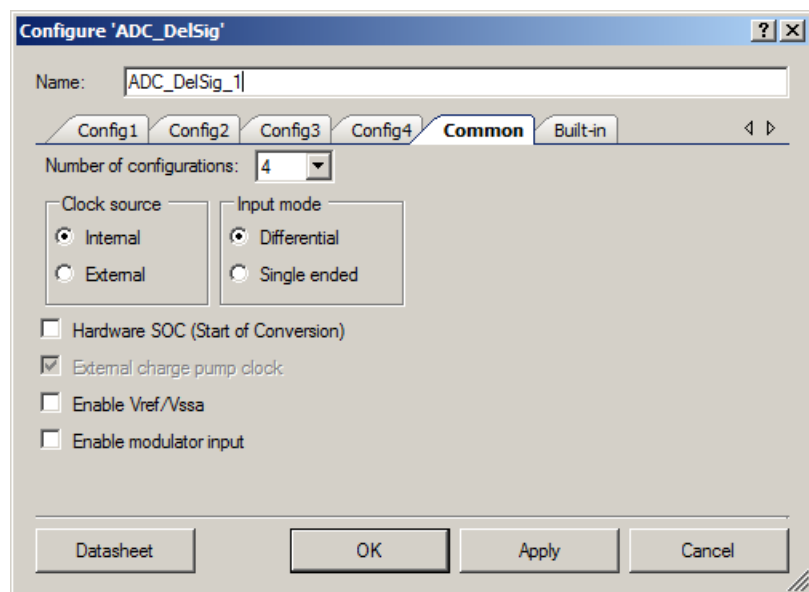 Configure 'ADC_DelSig'
Name: ADC_DelSig_1
Config1 Config2 Config3 Config4 Common Built-in
Number of configurations: 4
Clock source Input mode
Internal Differential
External Single ended
Hardware SOC (Start of Conversion)
External charge pump clock
Enable Vref/Vssa
Enable modulator input
Datasheet OK Apply Cancel